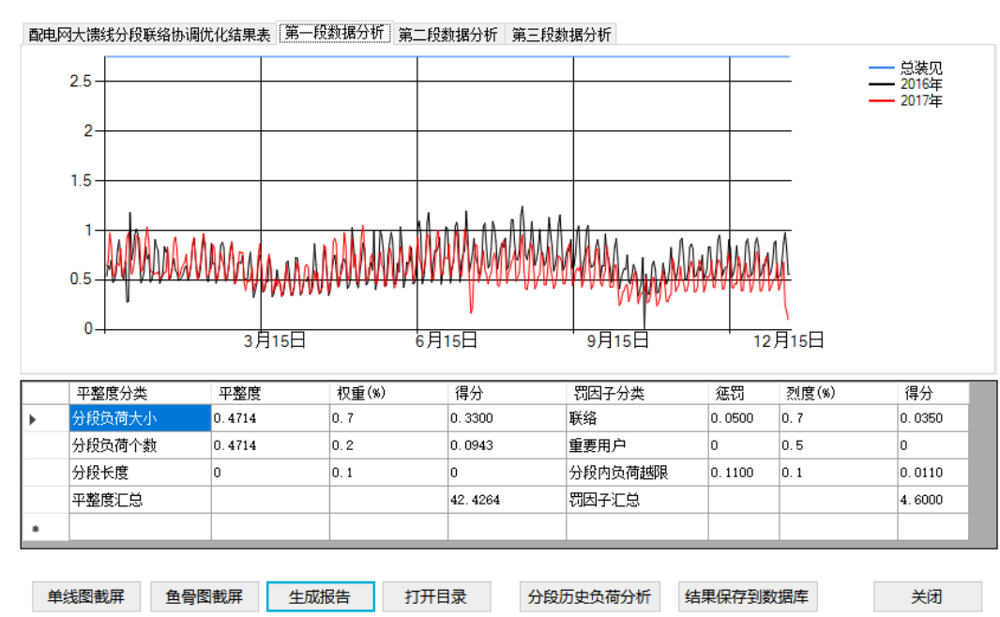 配电网大馈线分段联络协调优化结果表 第一段数据分析 第二段数据分析 第三段数据分析
总装见
2016年
2017年
2.5
2
1.5
1
0.5
0
3月15日 6月15日 9月15日 12月15日
平整度分类 平整度 权重(%) 得分 罚因子分类 惩罚 烈度(%) 得分
分段负荷大小 0.4714 0.7 0.3300 联络 0.0500 0.7 0.0350
分段负荷个数 0.4714 0.2 0.0943 重要用户 0 0.5 0
分段长度 0 0.1 0 分段内负荷越限 0.1100 0.1 0.0110
平整度汇总 42.4264 罚因子汇总 4.6000
单线图截屏 鱼骨图截屏 生成报告 打开目录 分段历史负荷分析 结果保存到数据库 关闭